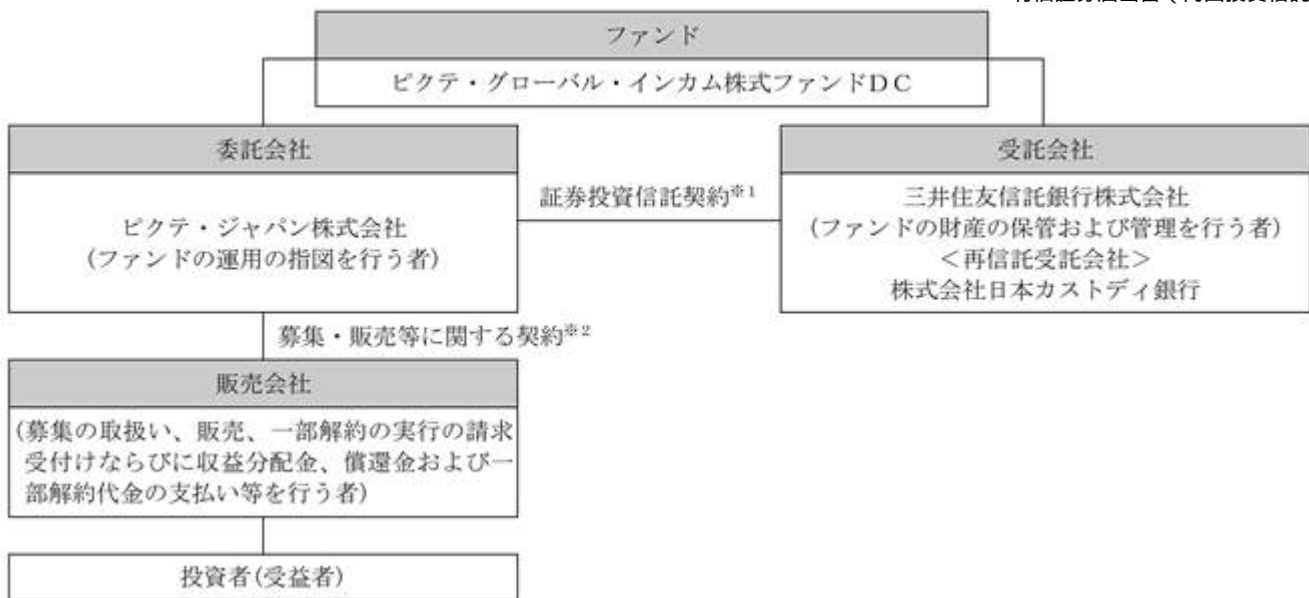 ファンド
ピクテ・グローバル・インカム株式ファンドDC
委託会社
ピクテ・ジャパン株式会社
(ファンドの運用の指図を行う者)
証券投資信託契約※1
受託会社
三井住友信託銀行株式会社
(ファンドの財産の保管および管理を行う者)
<再信託受託会社>
株式会社日本カストディ銀行
募集・販売等に関する契約※2
販売会社
(募集の取扱い、販売、一部解約の実行の請求
受付けならびに収益分配金、償還金および一
部解約代金の支払い等を行う者)
投資者(受益者)